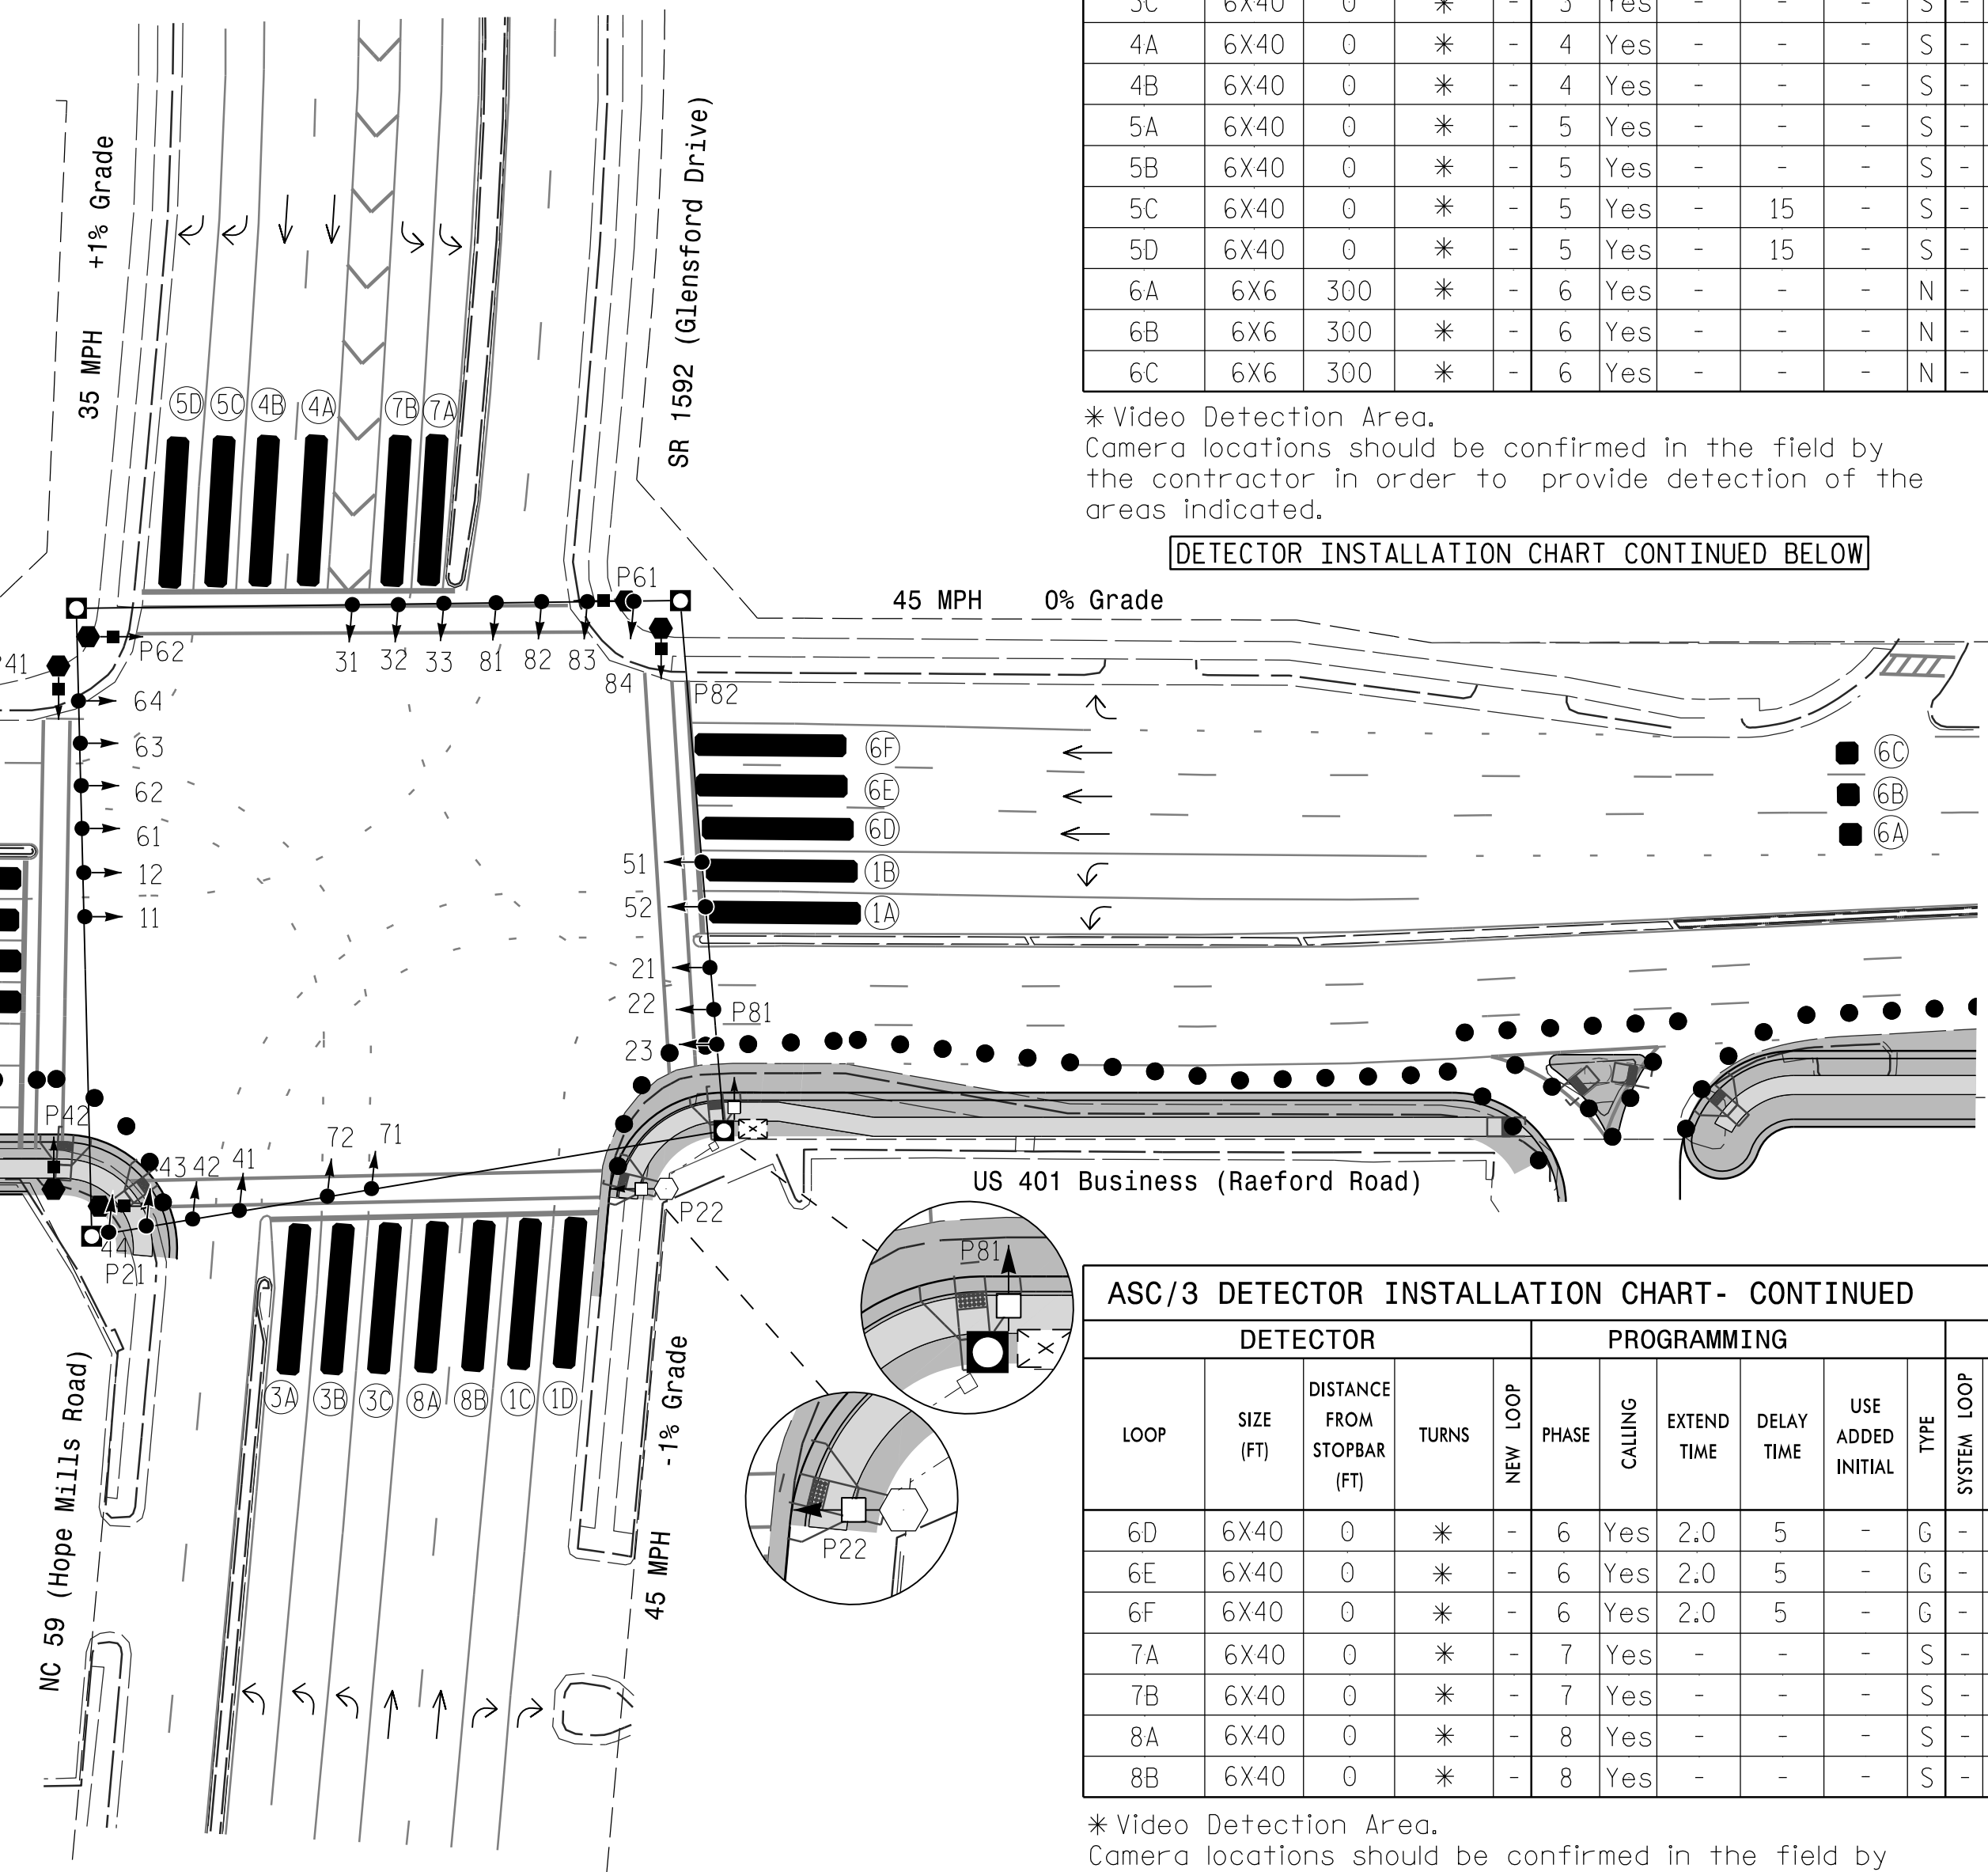 4A 6X40 0 * - 4 Yes - - - S -
4B 6X40 0 * - 4 Yes - - - S -
5A 6X40 0 * - 5 Yes - - - S -
5B 6X40 0 * - 5 Yes - - - S -
5C 6X40 0 * - 5 Yes - 15 - S -
5D 6X40 0 * - 5 Yes - 15 - S -
6A 6X6 300 * - 6 Yes - - - N -
6B 6X6 300 * - 6 Yes - - - N -
6C 6X6 300 * - 6 Yes - - - N -
* Video Detection Area.
Camera locations should be confirmed in the field by
the contractor in order to provide detection of the
areas indicated.
DETECTOR INSTALLATION CHART CONTINUED BELOW
35 MPH +1% Grade
SR 1592 (Glensford Drive)
5D 5C 4B 4A 7B 7A
45 MPH 0% Grade
P61
P41
P62
31 32 33 81 82 83
84
P82
64
63
62
61
12
11
6F
6E
6D
1B
1A
6C
6B
6A
51
52
21
22
23
P81
P42
43 42 41 72 71
44
P21
P22
US 401 Business (Raeford Road)
P81
P22
3A 3B 3C 8A 8B 1C 1D
NC 59 (Hope Mills Road)
45 MPH -1% Grade
ASC/3 DETECTOR INSTALLATION CHART- CONTINUED
DETECTOR PROGRAMMING
LOOP
SIZE
(FT)
DISTANCE
FROM
STOPBAR
(FT)
TURNS
NEW LOOP
PHASE
CALLING
EXTEND
TIME
DELAY
TIME
USE
ADDED
INITIAL
TYPE
SYSTEM LOOP
6D 6X40 0 * - 6 Yes 2.0 5 - G -
6E 6X40 0 * - 6 Yes 2.0 5 - G -
6F 6X40 0 * - 6 Yes 2.0 5 - G -
7A 6X40 0 * - 7 Yes - - - S -
7B 6X40 0 * - 7 Yes - - - S -
8A 6X40 0 * - 8 Yes - - - S -
8B 6X40 0 * - 8 Yes - - - S -
* Video Detection Area.
Camera locations should be confirmed in the field by